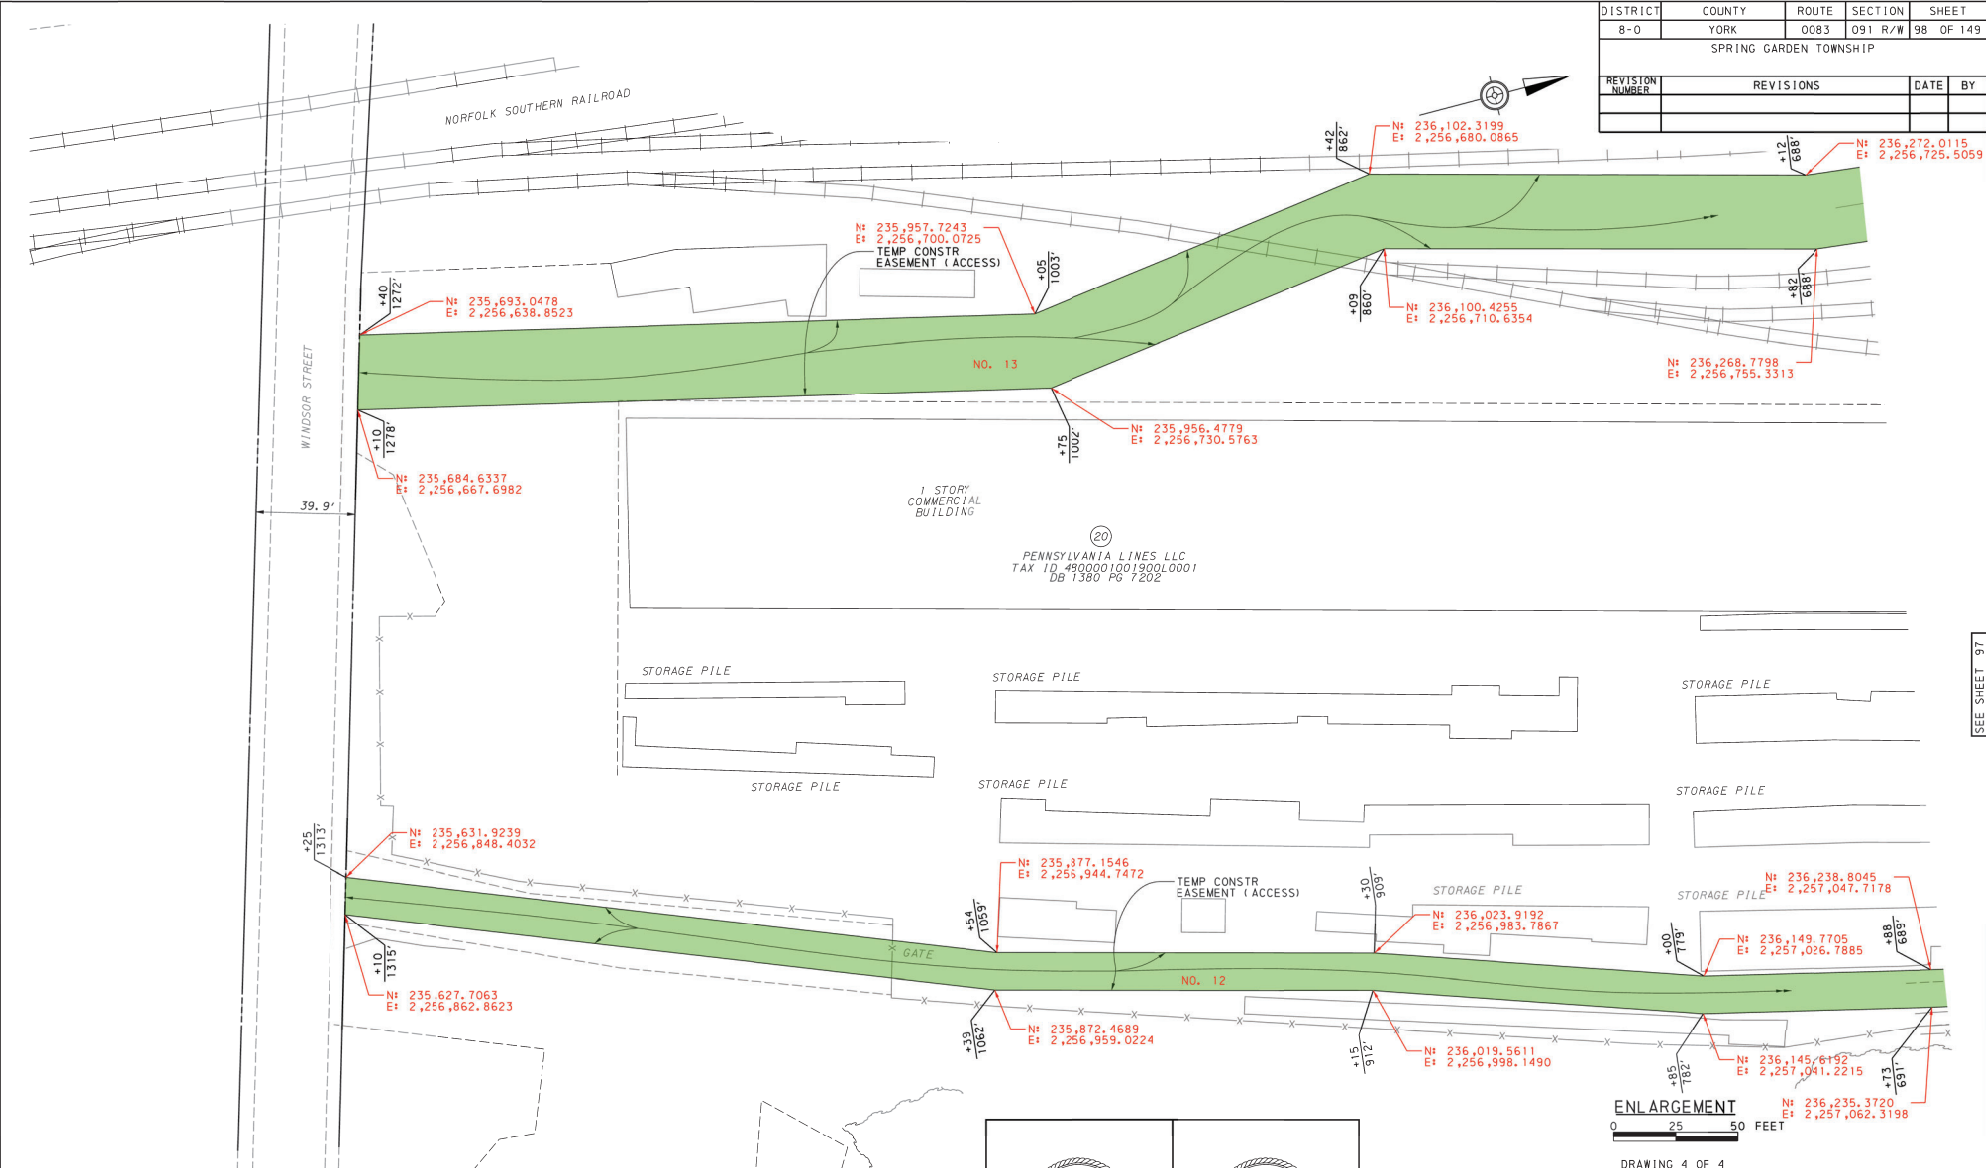 DISTRICT COUNTY ROUTE SECTION SHEET
8-0 YORK 0083 091 R/W 98 OF 149
SPRING GARDEN TOWNSHIP
REVISION NUMBER REVISIONS DATE BY
NORFOLK SOUTHERN RAILROAD
+42
862'
N: 236,102.3199
E: 2,256,680.0865
+12
688'
N: 236,272.0115
E: 2,256,725.5059
N: 235,957.7243
E: 2,256,700.0725
TEMP CONSTR
EASEMENT (ACCESS)
+05
1003'
+40
1272'
N: 235,693.0478
E: 2,256,638.8523
+09
860'
N: 236,100.4255
E: 2,256,710.6354
+82
688'
N: 236,268.7798
E: 2,256,755.3313
NO. 13
WINDSOR STREET
+10
1278'
N: 235,684.6337
E: 2,256,667.6982
+75
1002'
N: 235,956.4779
E: 2,256,730.5763
39.9'
1 STORY
COMMERCIAL
BUILDING
20
PENNSYLVANIA LINES LLC
TAX ID 480000100190OL0001
DB 1380 PG 7202
SEE SHEET 97
STORAGE PILE
STORAGE PILE
STORAGE PILE
STORAGE PILE
STORAGE PILE
STORAGE PILE
+25
1313'
N: 235,631.9239
E: 2,256,848.4032
N: 235,877.1546
E: 2,256,944.7472
TEMP CONSTR
EASEMENT (ACCESS)
+30
909'
STORAGE PILE
STORAGE PILE
N: 236,238.8045
E: 2,257,047.7178
+54
1059'
N: 236,023.9192
E: 2,256,983.7867
+00
779'
N: 236,149.7705
E: 2,257,026.7885
+88
689'
GATE
+10
1315'
NO. 12
N: 235,627.7063
E: 2,256,862.8623
+39
1062'
N: 235,872.4689
E: 2,256,959.0224
+15
912'
N: 236,019.5611
E: 2,256,998.1490
+85
782'
N: 236,145.6192
E: 2,257,041.2215
+73
691'
N: 236,235.3720
E: 2,257,062.3198
ENLARGEMENT
0 25 50 FEET
DRAWING 4 OF 4